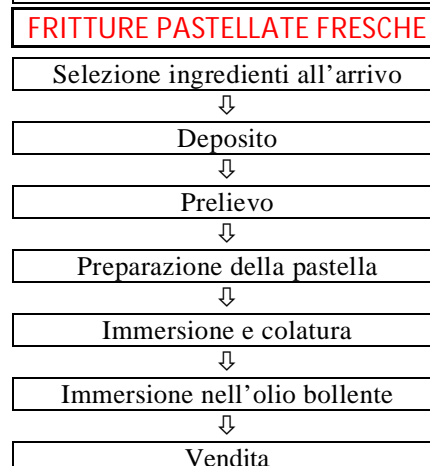 FRITTURE PASTELLATE FRESCHE
Selezione ingredienti all'arrivo
⇩
Deposito
⇩
Prelievo
⇩
Preparazione della pastella
⇩
Immersione e colatura
⇩
Immersione nell'olio bollente
⇩
Vendita